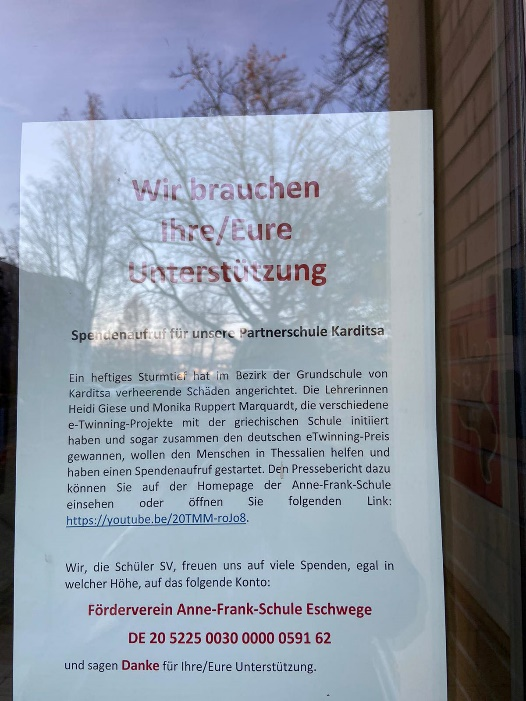 Wir brauchen
Ihre/Eure
Unterstützung
Spendenaufruf für unsere Partnerschule Karditsa
Ein heftiges Sturmtief hat im Bezirk der Grundschule von
Karditsa verheerende Schäden angerichtet. Die Lehrerinnen
Heidi Giese und Monika Ruppert Marquardt, die verschiedene
e-Twinning-Projekte mit der griechischen Schule initiiert
haben und sogar zusammen den deutschen eTwinning-Preis
gewannen, wollen den Menschen in Thessalien helfen und
haben einen Spendenaufruf gestartet. Den Pressebericht dazu
können Sie auf der Homepage der Anne-Frank-Schule
einsehen oder öffnen Sie folgenden Link:
https://youtube.be/20TMM-roJo8.
Wir, die Schüler SV, freuen uns auf viele Spenden, egal in
welcher Höhe, auf das folgende Konto:
Förderverein Anne-Frank-Schule Eschwege
DE 20 5225 0030 0000 0591 62
und sagen Danke für Ihre/Eure Unterstützung.